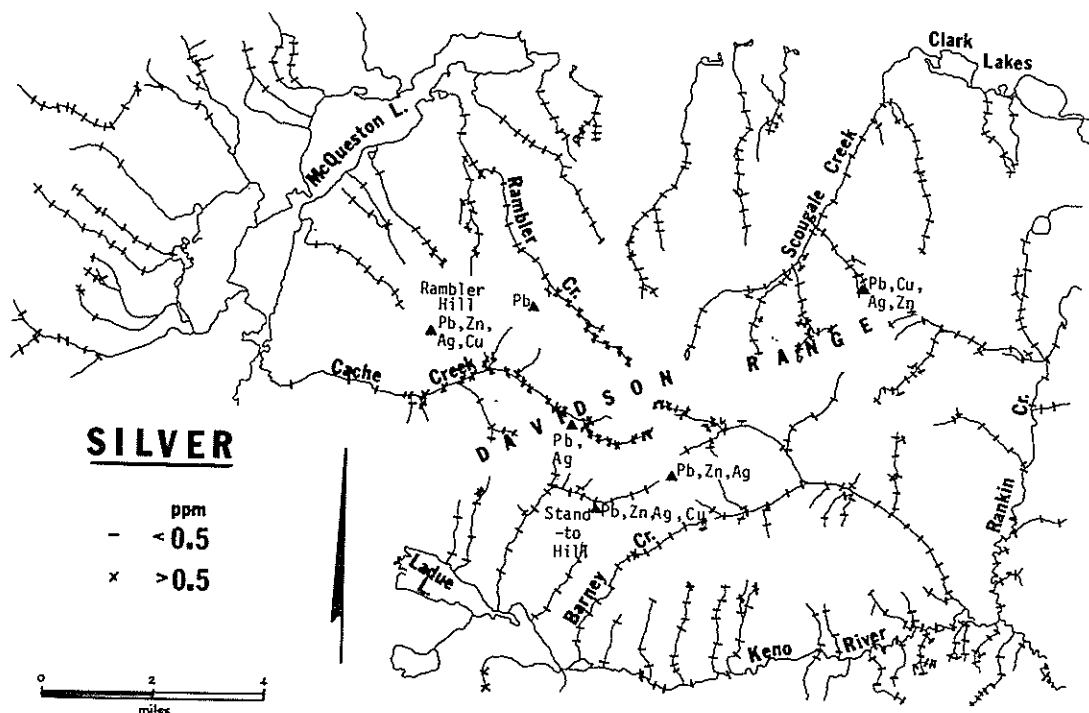 Clark
Lakes
McQueston L.
Rambler
Cr.
Scougale Creek
Pb,Cu,
Ag,Zn
Rambler
Hill
Pb
Pb,Zn,
Ag,Cu
Cache Creek
DAVIDSON RANGE
SILVER
ppm
- < 0.5
x > 0.5
Pb,
Ag
Pb,Zn,Ag
Pb,Zn,Ag,Cu
Stand
-to
Hill
Rankin Cr.
Ladue
L.
Barney Cr.
Keno River
0 2 4
miles